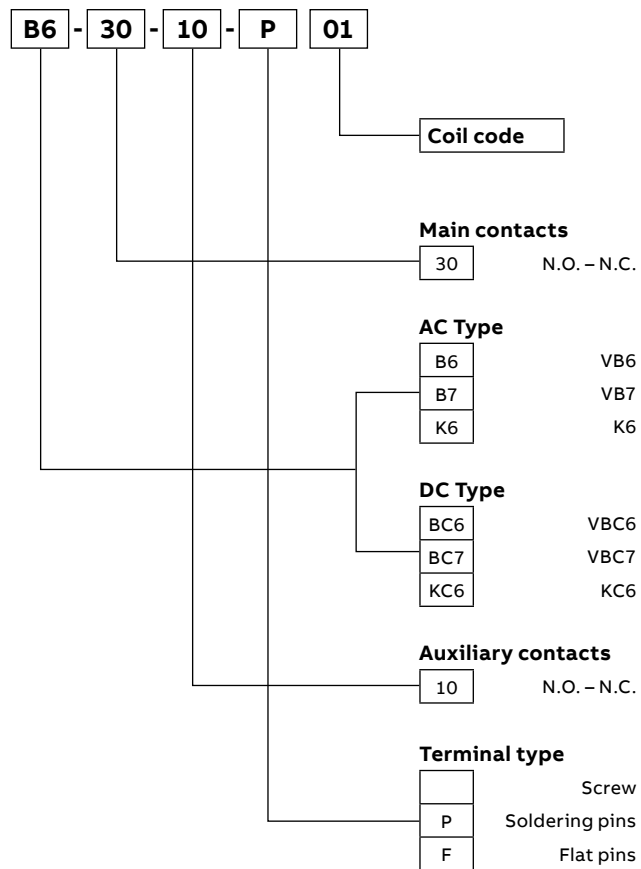 B6 - 30 - 10 - P 01
Coil code
Main contacts
30 N.O. – N.C.
AC Type
B6 VB6
B7 VB7
K6 K6
DC Type
BC6 VBC6
BC7 VBC7
KC6 KC6
Auxiliary contacts
10 N.O. – N.C.
Terminal type
Screw
P Soldering pins
F Flat pins